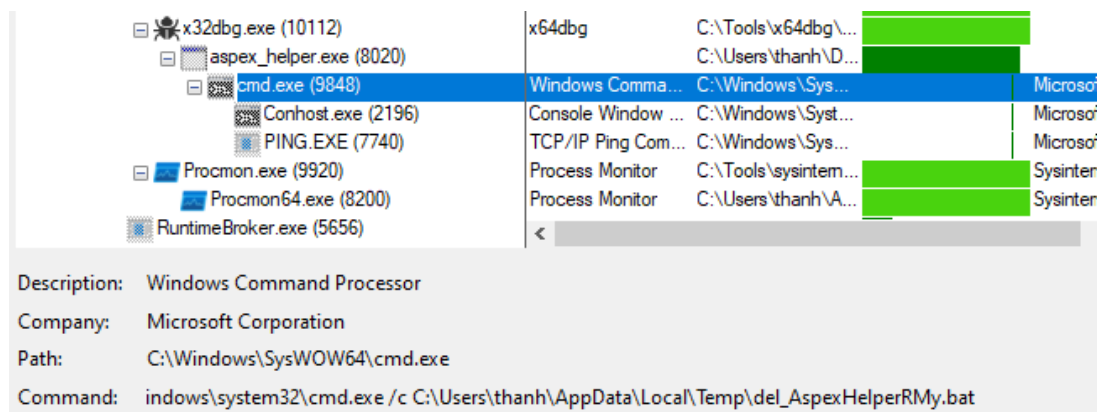 x32dbg.exe (10112) x64dbg C:\Tools\x64dbg\...
aspex_helper.exe (8020) C:\Users\thanh\D...
cmd.exe (9848) Windows Comma... C:\Windows\Sys... Microsof
Conhost.exe (2196) Console Window ... C:\Windows\Syst... Microsof
PING.EXE (7740) TCP/IP Ping Com... C:\Windows\Sys... Microsof
Procmon.exe (9920) Process Monitor C:\Tools\sysintern... Sysinter
Procmon64.exe (8200) Process Monitor C:\Users\thanh\A... Sysinter
RuntimeBroker.exe (5656)
Description: Windows Command Processor
Company: Microsoft Corporation
Path: C:\Windows\SysWOW64\cmd.exe
Command: indows\system32\cmd.exe /c C:\Users\thanh\AppData\Local\Temp\del_AspexHelperRMy.bat